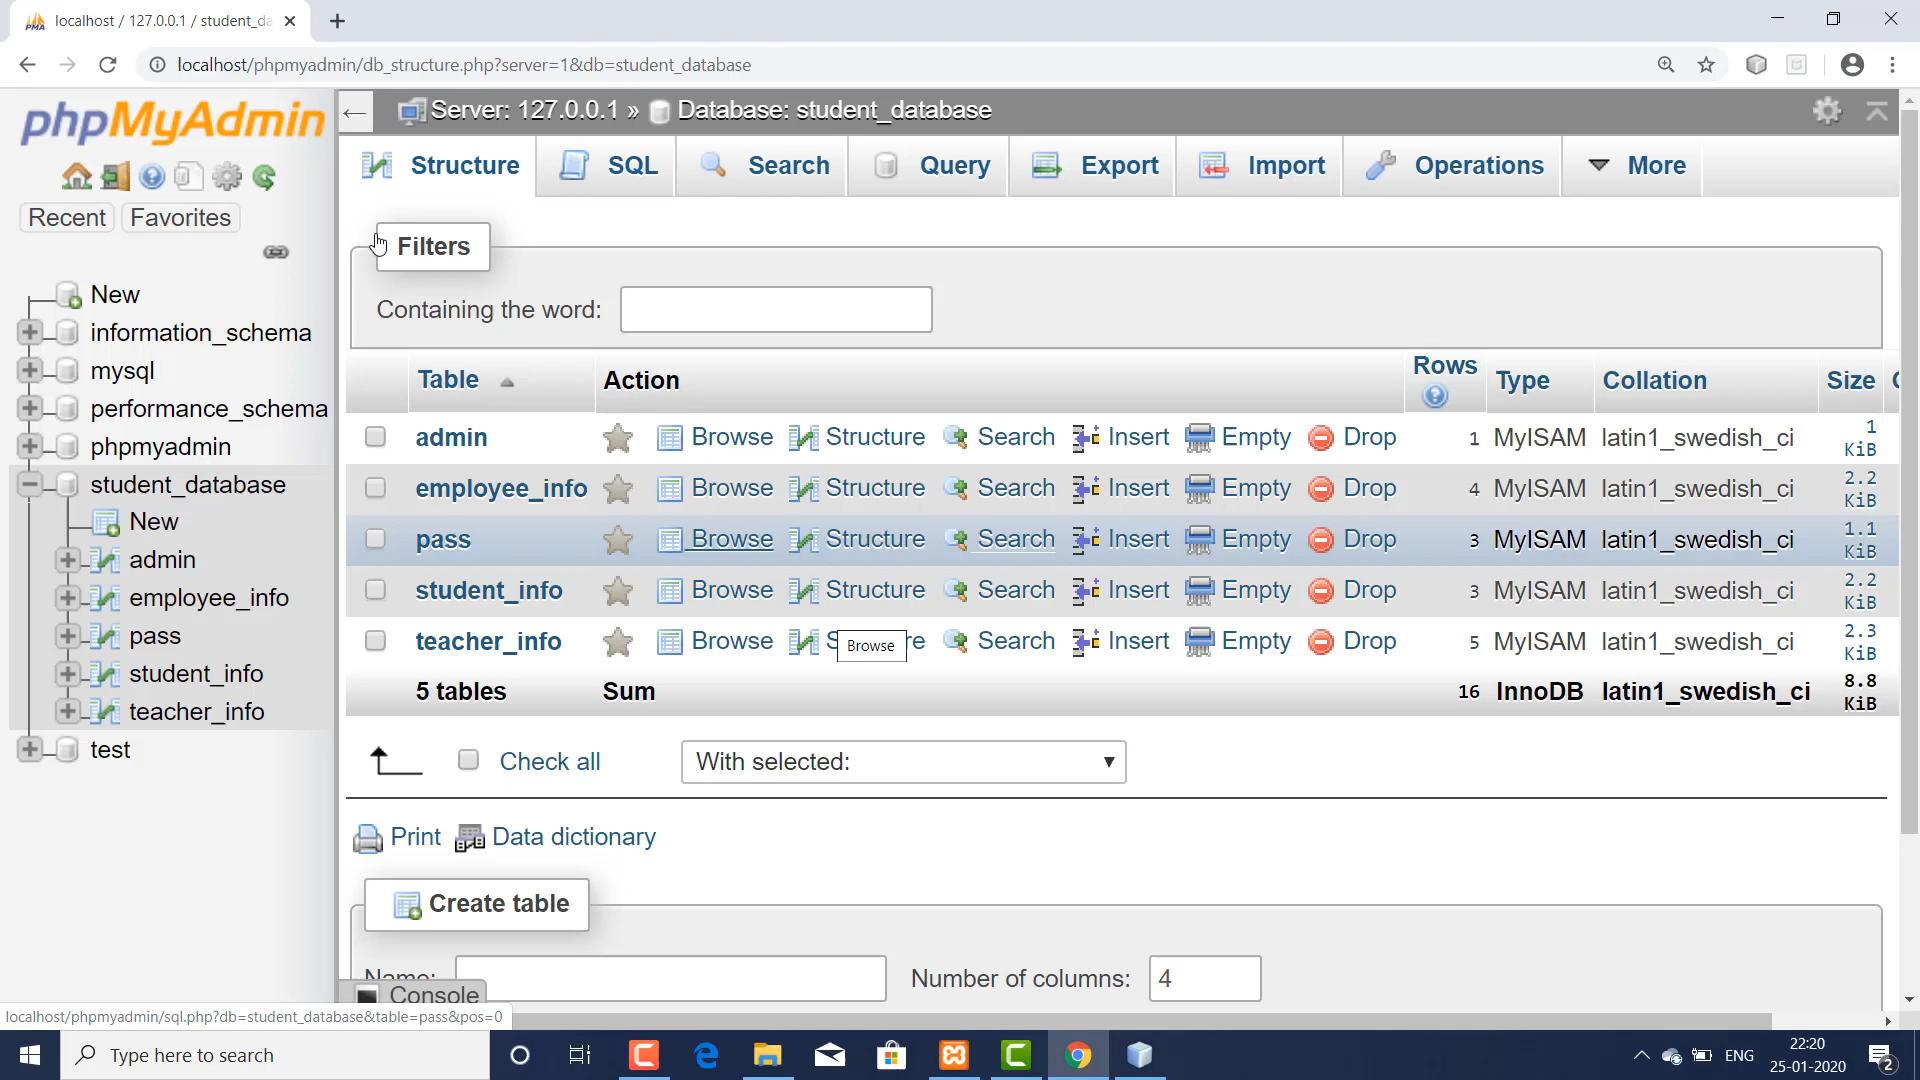 localhost / 127.0.0.1 / student_da
localhost/phpmyadmin/db_structure.php?server=1&db=student_database
phpMyAdmin
Recent Favorites
New
information_schema
mysql
performance_schema
phpmyadmin
student_database
New
admin
employee_info
pass
student_info
teacher_info
test
Server: 127.0.0.1 » Database: student_database
Structure SQL Search Query Export Import Operations More
Filters
Containing the word:
Table Action Rows Type Collation Size
admin Browse Structure Search Insert Empty Drop 1 MyISAM latin1_swedish_ci 1 KiB
employee_info Browse Structure Search Insert Empty Drop 4 MyISAM latin1_swedish_ci 2.2 KiB
pass Browse Structure Search Insert Empty Drop 3 MyISAM latin1_swedish_ci 1.1 KiB
student_info Browse Structure Search Insert Empty Drop 3 MyISAM latin1_swedish_ci 2.2 KiB
teacher_info Browse Search Insert Empty Drop 5 MyISAM latin1_swedish_ci 2.3 KiB
Browse
5 tables Sum 16 InnoDB latin1_swedish_ci 8.8 KiB
Check all With selected:
Print Data dictionary
Create table
Name: Number of columns: 4
Console
localhost/phpmyadmin/sql.php?db=student_database&table=pass&pos=0
Type here to search
ENG
22:20
25-01-2020
2